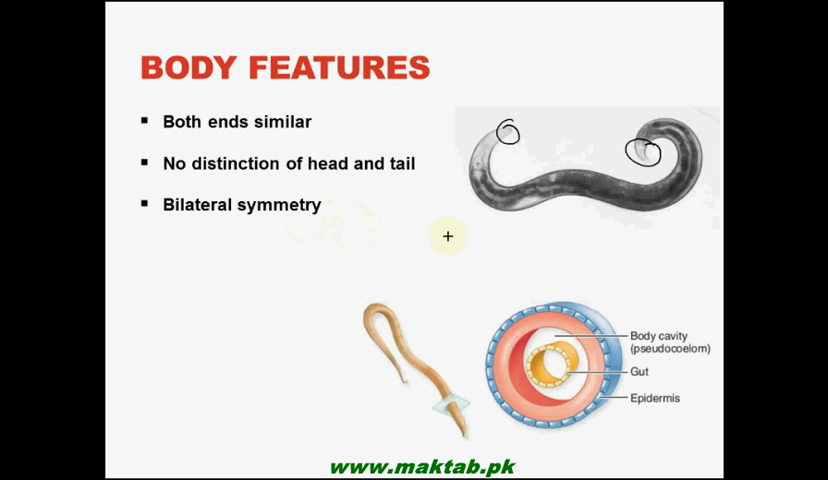 BODY FEATURES
▪ Both ends similar
▪ No distinction of head and tail
▪ Bilateral symmetry
Body cavity
(pseudocoelom)
Gut
Epidermis
www.maktab.pk